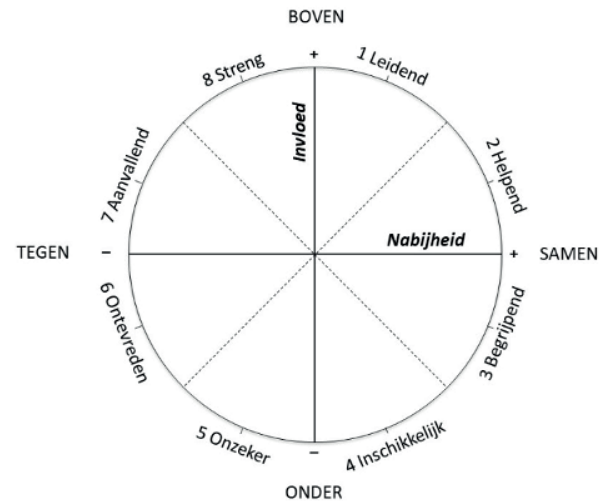 BOVEN
+
8 Streng
1 Leidend
Invloed
7 Aanvallend
2 Helpend
Nabijheid
TEGEN
–
+
SAMEN
6 Ontevreden
3 Begrijpend
5 Onzeker
4 Inschikkelijk
–
ONDER